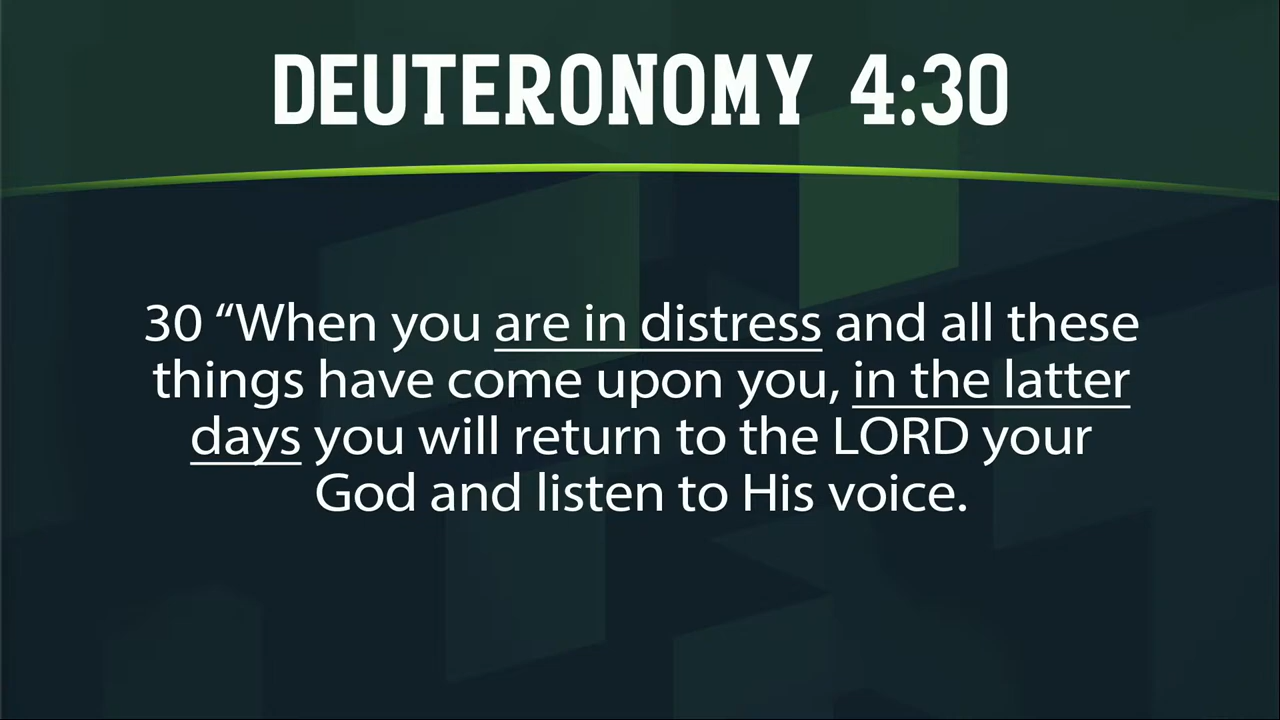 DEUTERONOMY 4:30
30 “When you are in distress and all these
things have come upon you, in the latter
days you will return to the LORD your
God and listen to His voice.